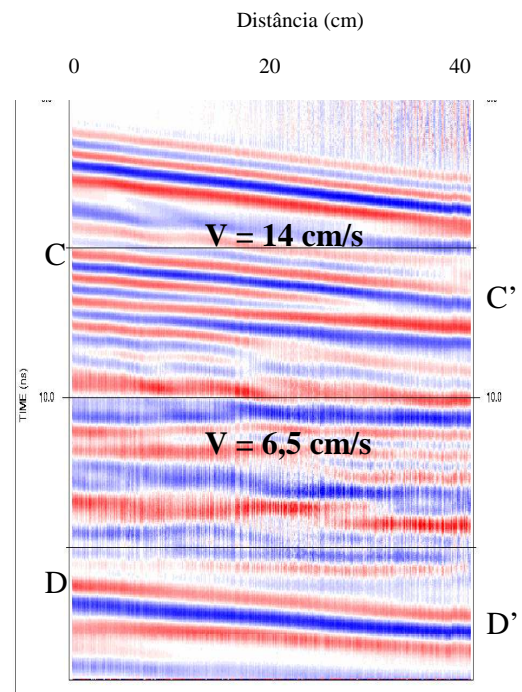 Distância (cm)
0 20 40
V = 14 cm/s
C
C'
TIME (ns)
10.0 10.0
V = 6,5 cm/s
D
D'